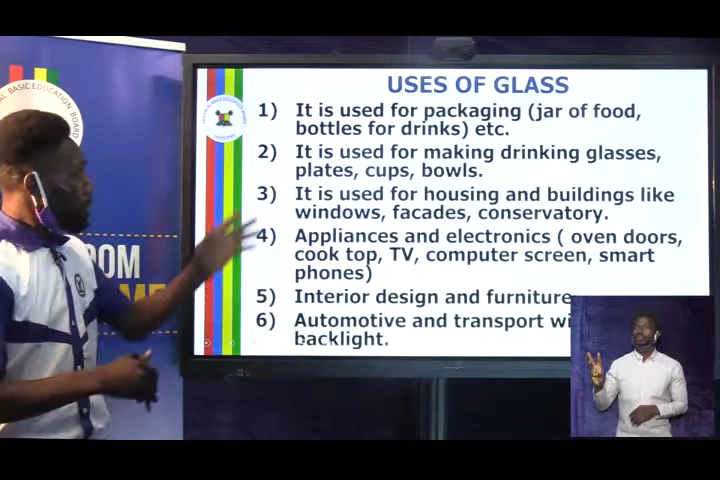 USES OF GLASS
1) It is used for packaging (jar of food,
bottles for drinks) etc.
2) It is used for making drinking glasses,
plates, cups, bowls.
3) It is used for housing and buildings like
windows, facades, conservatory.
4) Appliances and electronics ( oven doors,
cook top, TV, computer screen, smart
phones)
5) Interior design and furniture
6) Automotive and transport
backlight.
BASIC EDUCATION BOARD